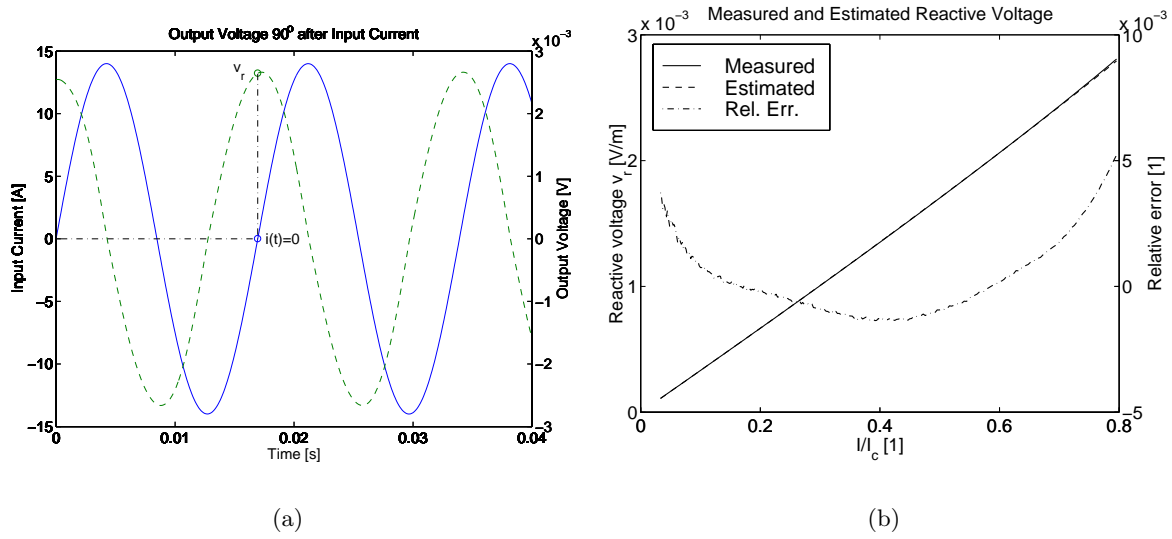 Output Voltage 90° after Input Current
x 10⁻³
15
10
5
0
−5
−10
−15
Input Current [A]
3
2
1
0
−1
−2
−3
Output Voltage [V]
v_r
i(t)=0
0
0.01
0.02
0.03
0.04
Time [s]
(a)
Measured and Estimated Reactive Voltage
x 10⁻³
x 10⁻³
Measured
Estimated
Rel. Err.
3
2
1
0
Reactive voltage v_r [V/m]
10
5
0
−5
Relative error [1]
0
0.2
0.4
0.6
0.8
I/I_c [1]
(b)